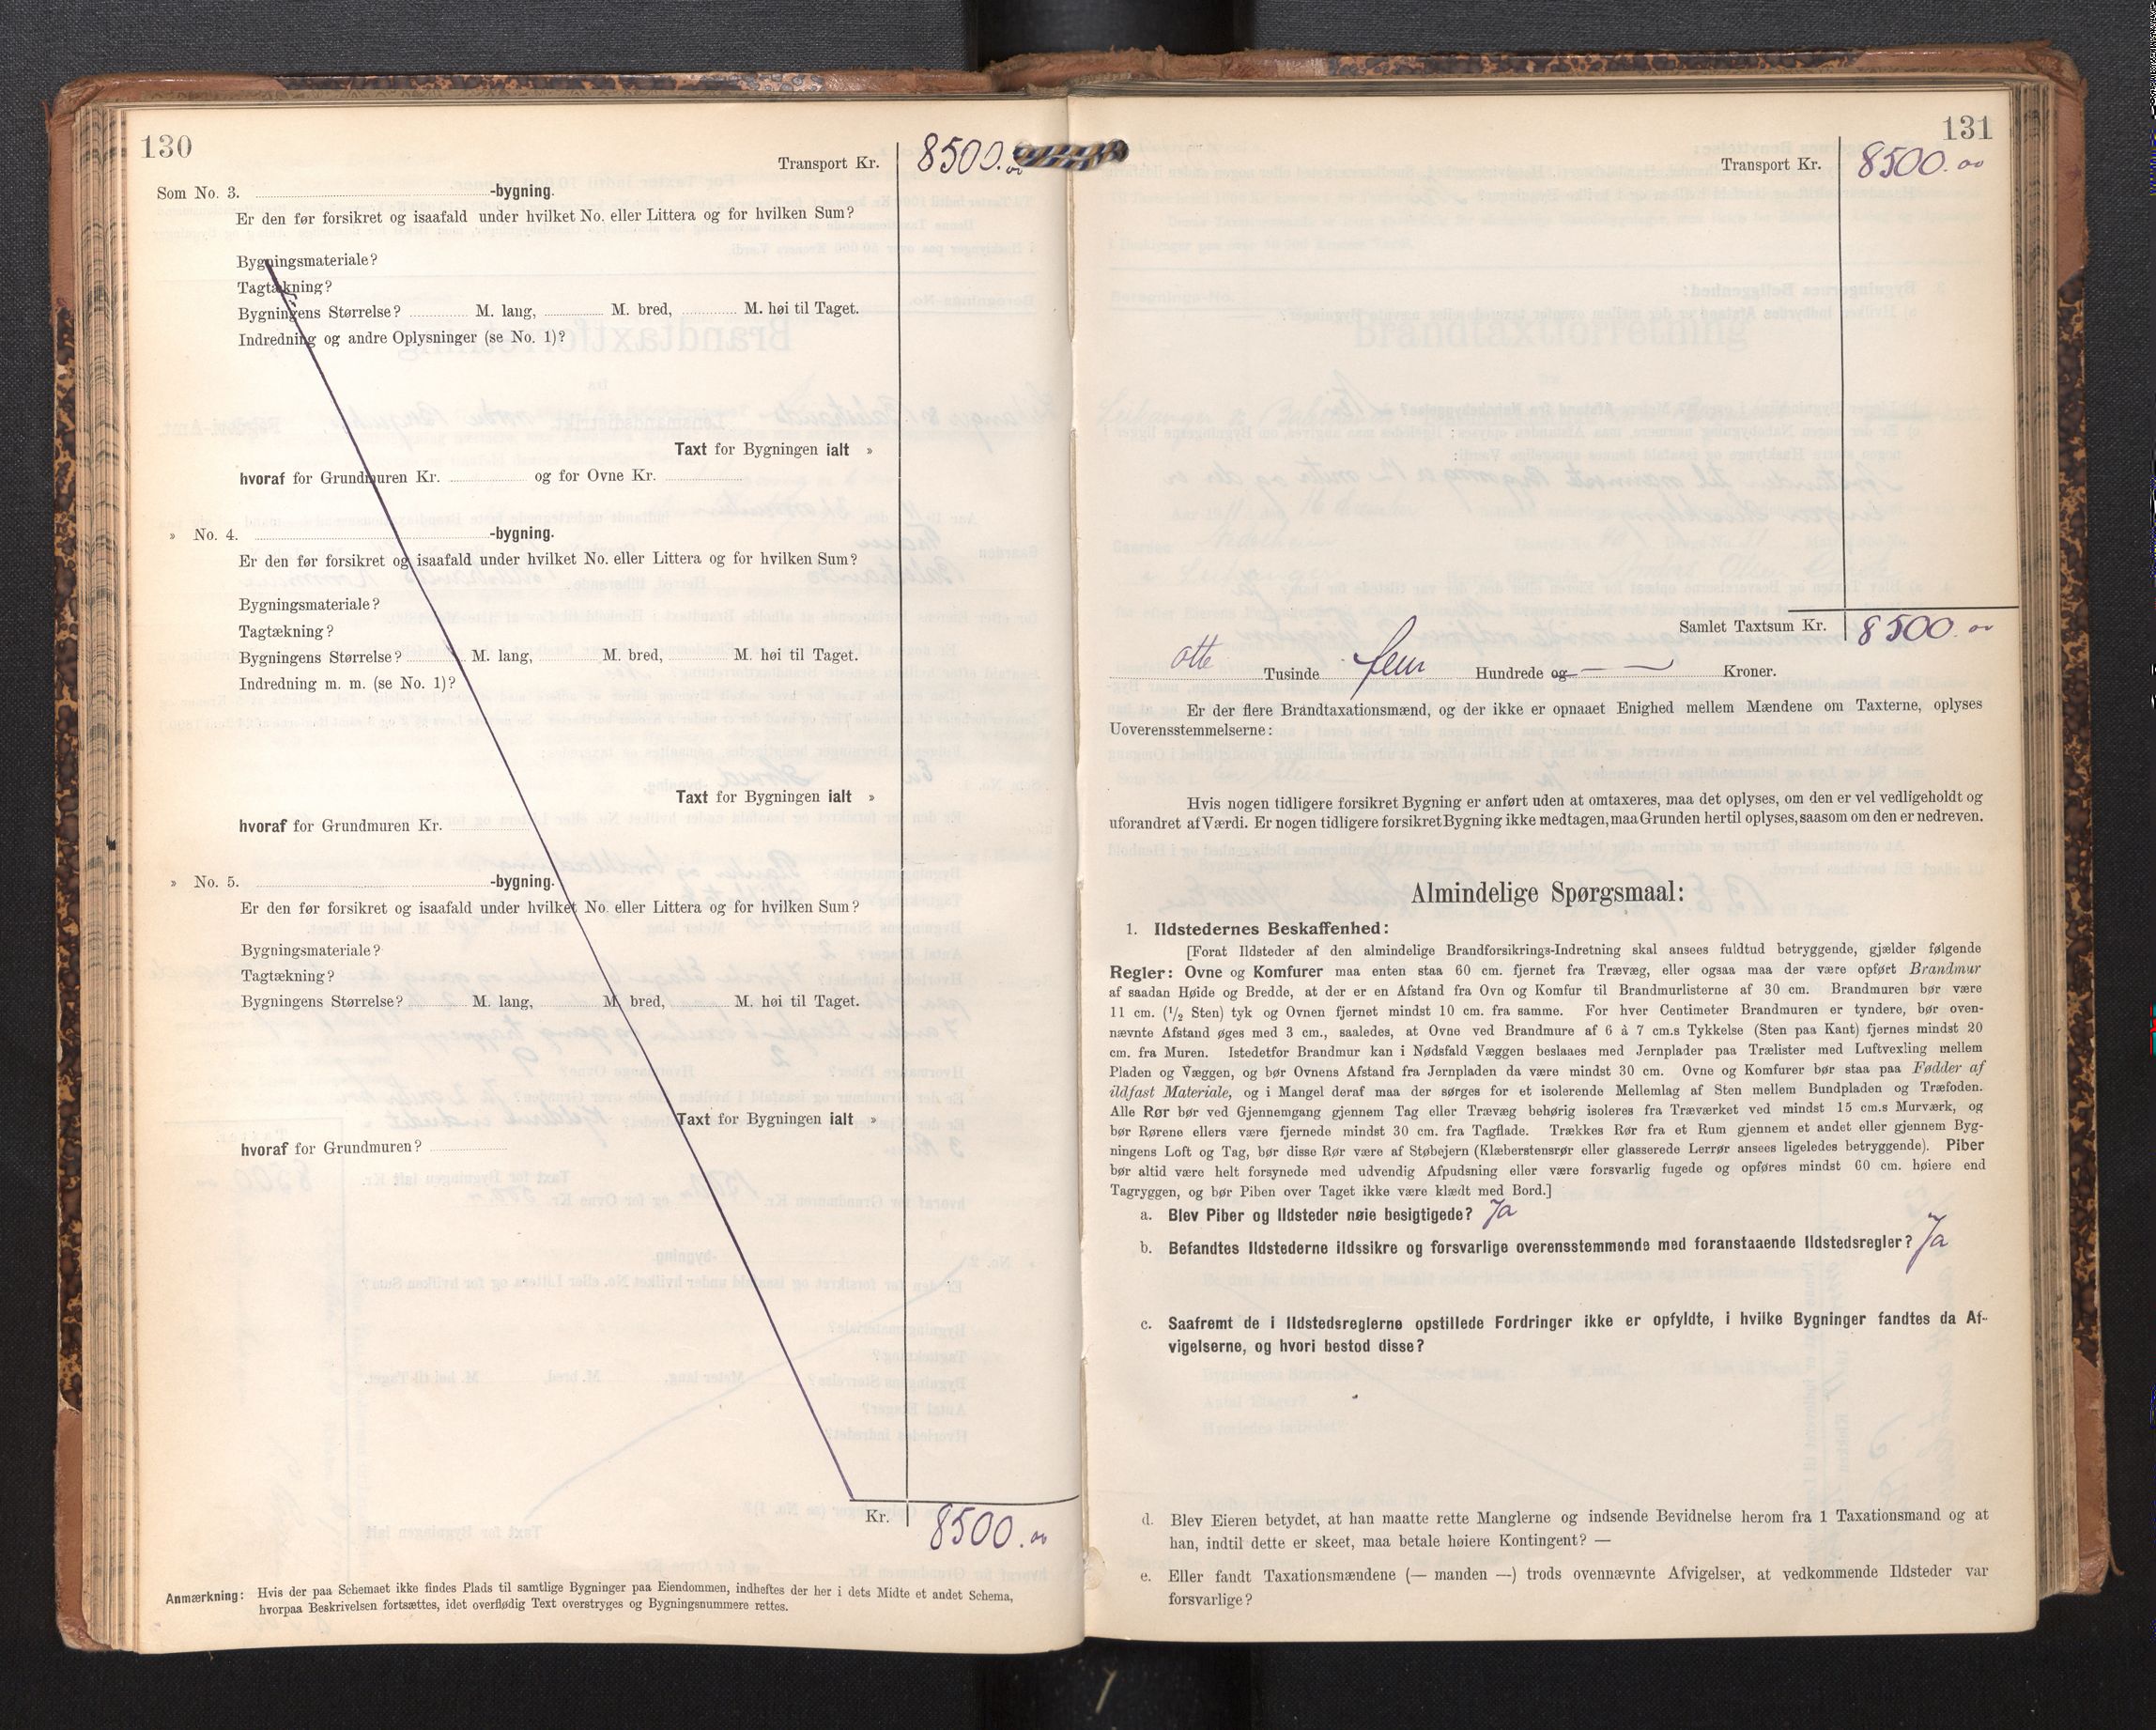 130
Transport Kr. 8500.00
Som No. 3. -bygning.
Er den før forsikret og isaafald under hvilket No. eller Littera og for hvilken Sum?
Bygningsmateriale?
Tagtækning?
Bygningens Størrelse? M. lang, M. bred, M. høi til Taget.
Indredning og andre Oplysninger (se No. 1)?
Taxt for Bygningen ialt »
hvoraf for Grundmuren Kr. og for Ovne Kr.
» No. 4. -bygning.
Er den før forsikret og isaafald under hvilket No. eller Littera og for hvilken Sum?
Bygningsmateriale?
Tagtækning?
Bygningens Størrelse? M. lang, M. bred, M. høi til Taget.
Indredning m. m. (se No. 1)?
Taxt for Bygningen ialt »
hvoraf for Grundmuren Kr.
» No. 5. -bygning.
Er den før forsikret og isaafald under hvilket No. eller Littera og for hvilken Sum?
Bygningsmateriale?
Tagtækning?
Bygningens Størrelse? M. lang, M. bred, M. høi til Taget.
Taxt for Bygningen ialt »
hvoraf for Grundmuren?
Kr. 8500.00
Anmærkning: Hvis der paa Schemaet ikke findes Plads til samtlige Bygninger paa Eiendommen, indheftes der her i dets Midte et andet Schema,
hvorpaa Beskrivelsen fortsættes, idet overflødig Text overstryges og Bygningsnummere rettes.
131
Transport Kr. 8500.00
Samlet Taxtsum Kr. 8500.00
otte Tusinde fem Hundrede og — — Kroner.
Er der flere Brandtaxationsmænd, og der ikke er opnaaet Enighed mellem Mændene om Taxterne, oplyses
Uoverensstemmelserne:
Hvis nogen tidligere forsikret Bygning er anført uden at omtaxeres, maa det oplyses, om den er vel vedligeholdt og
uforandret af Værdi. Er nogen tidligere forsikret Bygning ikke medtagen, maa Grunden hertil oplyses, saasom om den er nedreven.
Almindelige Spørgsmaal:
1. Ildstedernes Beskaffenhed:
[Forat Ildsteder af den almindelige Brandforsikrings-Indretning skal ansees fuldtud betryggende, gjælder følgende
Regler: Ovne og Komfurer maa enten staa 60 cm. fjernet fra Trævæg, eller ogsaa maa der være opført Brandmur
af saadan Høide og Bredde, at der er en Afstand fra Ovn og Komfur til Brandmurlisterne af 30 cm. Brandmuren bør være
11 cm. (1/2 Sten) tyk og Ovnen fjernet mindst 10 cm. fra samme. For hver Centimeter Brandmuren er tyndere, bør oven-
nævnte Afstand øges med 3 cm., saaledes, at Ovne ved Brandmure af 6 à 7 cm.s Tykkelse (Sten paa Kant) fjernes mindst 20
cm. fra Muren. Istedetfor Brandmur kan i Nødsfald Væggen beslaaes med Jernplader paa Trælister med Luftvexling mellem
Pladen og Væggen, og bør Ovnens Afstand fra Jernpladen da være mindst 30 cm. Ovne og Komfurer bør staa paa Fødder af
ildfast Materiale, og i Mangel deraf maa der sørges for et isolerende Mellemlag af Sten mellem Bundpladen og Træfoden.
Alle Rør bør ved Gjennemgang gjennem Tag eller Trævæg behørig isoleres fra Træværket ved mindst 15 cm.s Murværk, og
bør Rørene ellers være fjernede mindst 30 cm. fra Tagflade. Trækkes Rør fra et Rum gjennem et andet eller gjennem Byg-
ningens Loft og Tag, bør disse Rør være af Støbejern (Klæberstensrør eller glasserede Lerrør ansees ligeledes betryggende). Piber
bør altid være helt forsynede med udvendig Afpudsning eller være forsvarlig fugede og opføres mindst 60 cm. høiere end
Tagryggen, og bør Piben over Taget ikke være klædt med Bord.]
a. Blev Piber og Ildsteder nøie besigtigede? Ja
b. Befandtes Ildstederne ildssikre og forsvarlige overensstemmende med foranstaaende Ildstedsregler? Ja
c. Saafremt de i Ildstedsreglerne opstillede Fordringer ikke er opfyldte, i hvilke Bygninger fandtes da Af-
vigelserne, og hvori bestod disse?
d. Blev Eieren betydet, at han maatte rette Manglerne og indsende Bevidnelse herom fra 1 Taxationsmand og at
han, indtil dette er skeet, maa betale høiere Kontingent? —
e. Eller fandt Taxationsmændene (— manden —) trods ovennævnte Afvigelser, at vedkommende Ildsteder var
forsvarlige?